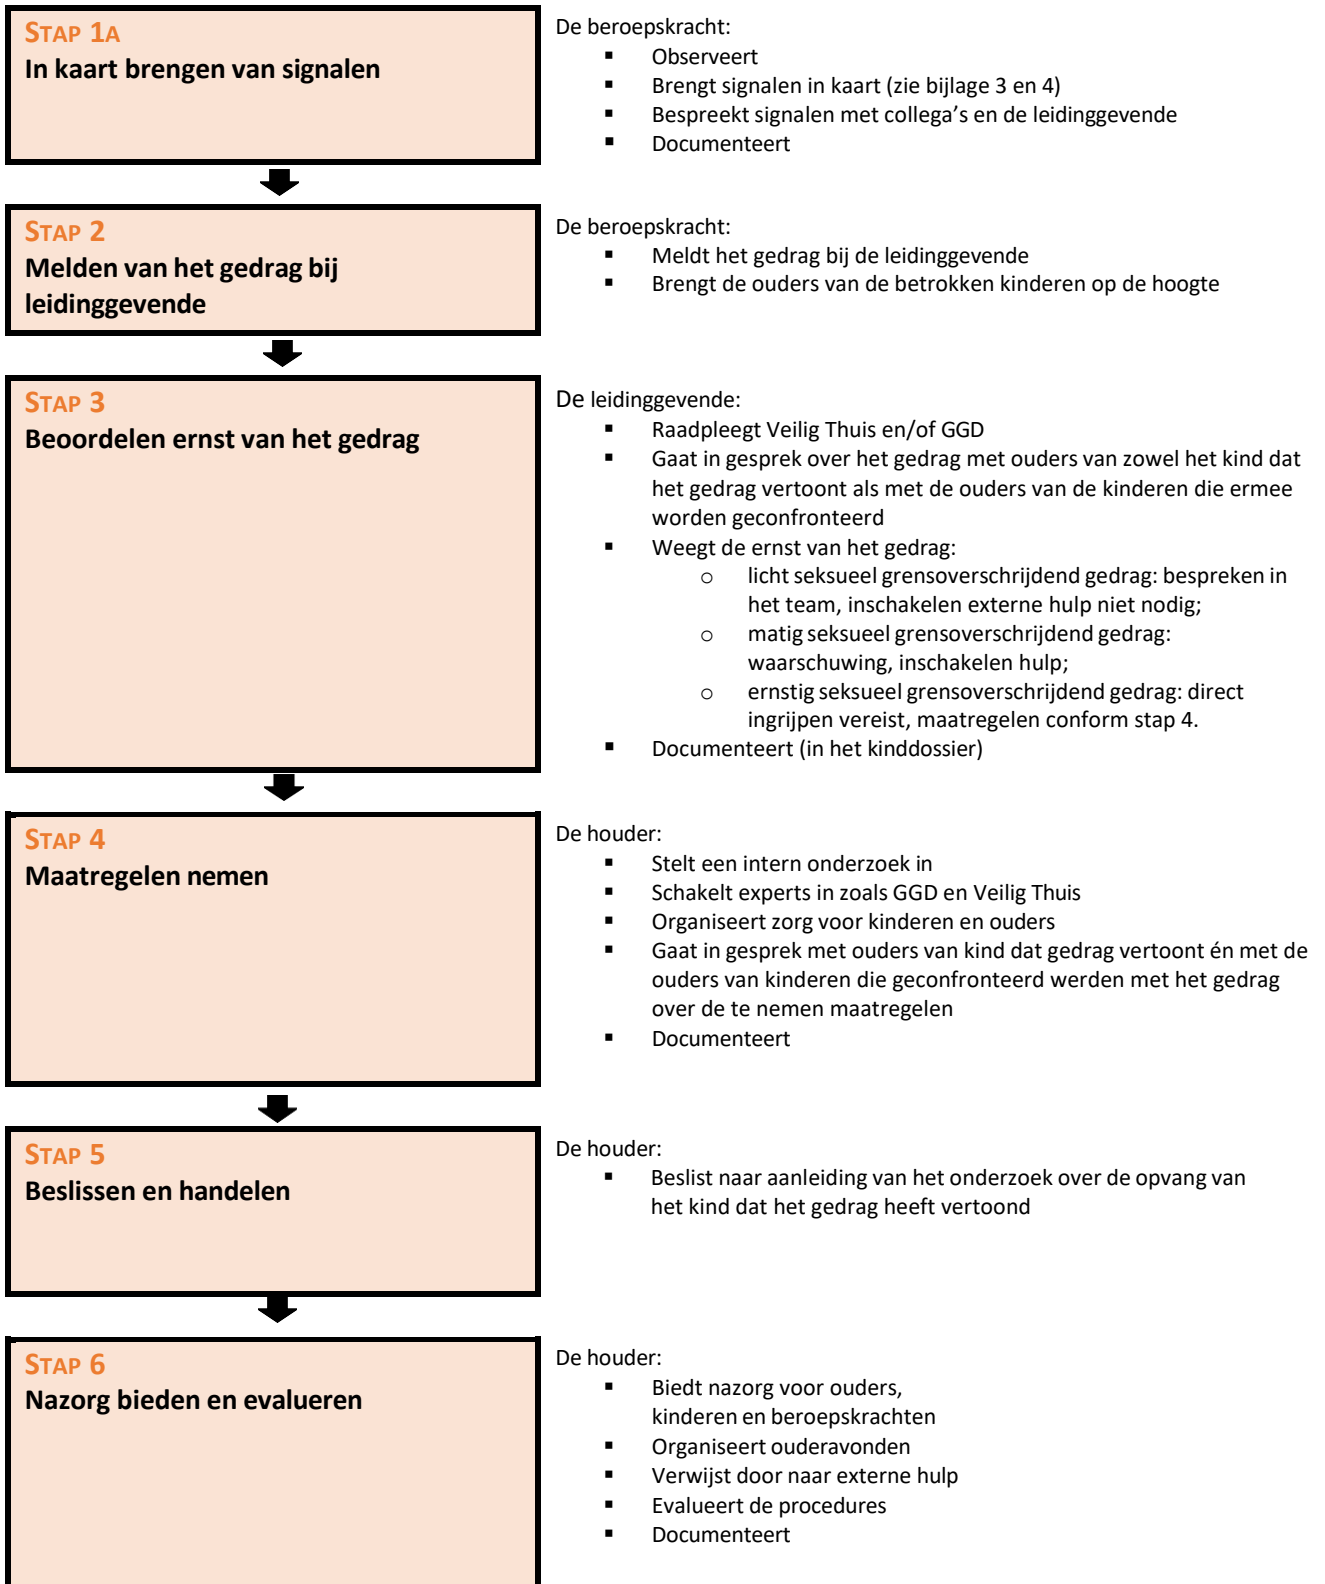 STAP 1A
In kaart brengen van signalen
De beroepskracht:
▪ Observeert
▪ Brengt signalen in kaart (zie bijlage 3 en 4)
▪ Bespreekt signalen met collega’s en de leidinggevende
▪ Documenteert
STAP 2
Melden van het gedrag bij
leidinggevende
De beroepskracht:
▪ Meldt het gedrag bij de leidinggevende
▪ Brengt de ouders van de betrokken kinderen op de hoogte
STAP 3
Beoordelen ernst van het gedrag
De leidinggevende:
▪ Raadpleegt Veilig Thuis en/of GGD
▪ Gaat in gesprek over het gedrag met ouders van zowel het kind dat
het gedrag vertoont als met de ouders van de kinderen die ermee
worden geconfronteerd
▪ Weegt de ernst van het gedrag:
o licht seksueel grensoverschrijdend gedrag: bespreken in
het team, inschakelen externe hulp niet nodig;
o matig seksueel grensoverschrijdend gedrag:
waarschuwing, inschakelen hulp;
o ernstig seksueel grensoverschrijdend gedrag: direct
ingrijpen vereist, maatregelen conform stap 4.
▪ Documenteert (in het kinddossier)
STAP 4
Maatregelen nemen
De houder:
▪ Stelt een intern onderzoek in
▪ Schakelt experts in zoals GGD en Veilig Thuis
▪ Organiseert zorg voor kinderen en ouders
▪ Gaat in gesprek met ouders van kind dat gedrag vertoont én met de
ouders van kinderen die geconfronteerd werden met het gedrag
over de te nemen maatregelen
▪ Documenteert
STAP 5
Beslissen en handelen
De houder:
▪ Beslist naar aanleiding van het onderzoek over de opvang van
het kind dat het gedrag heeft vertoond
STAP 6
Nazorg bieden en evalueren
De houder:
▪ Biedt nazorg voor ouders,
kinderen en beroepskrachten
▪ Organiseert ouderavonden
▪ Verwijst door naar externe hulp
▪ Evalueert de procedures
▪ Documenteert